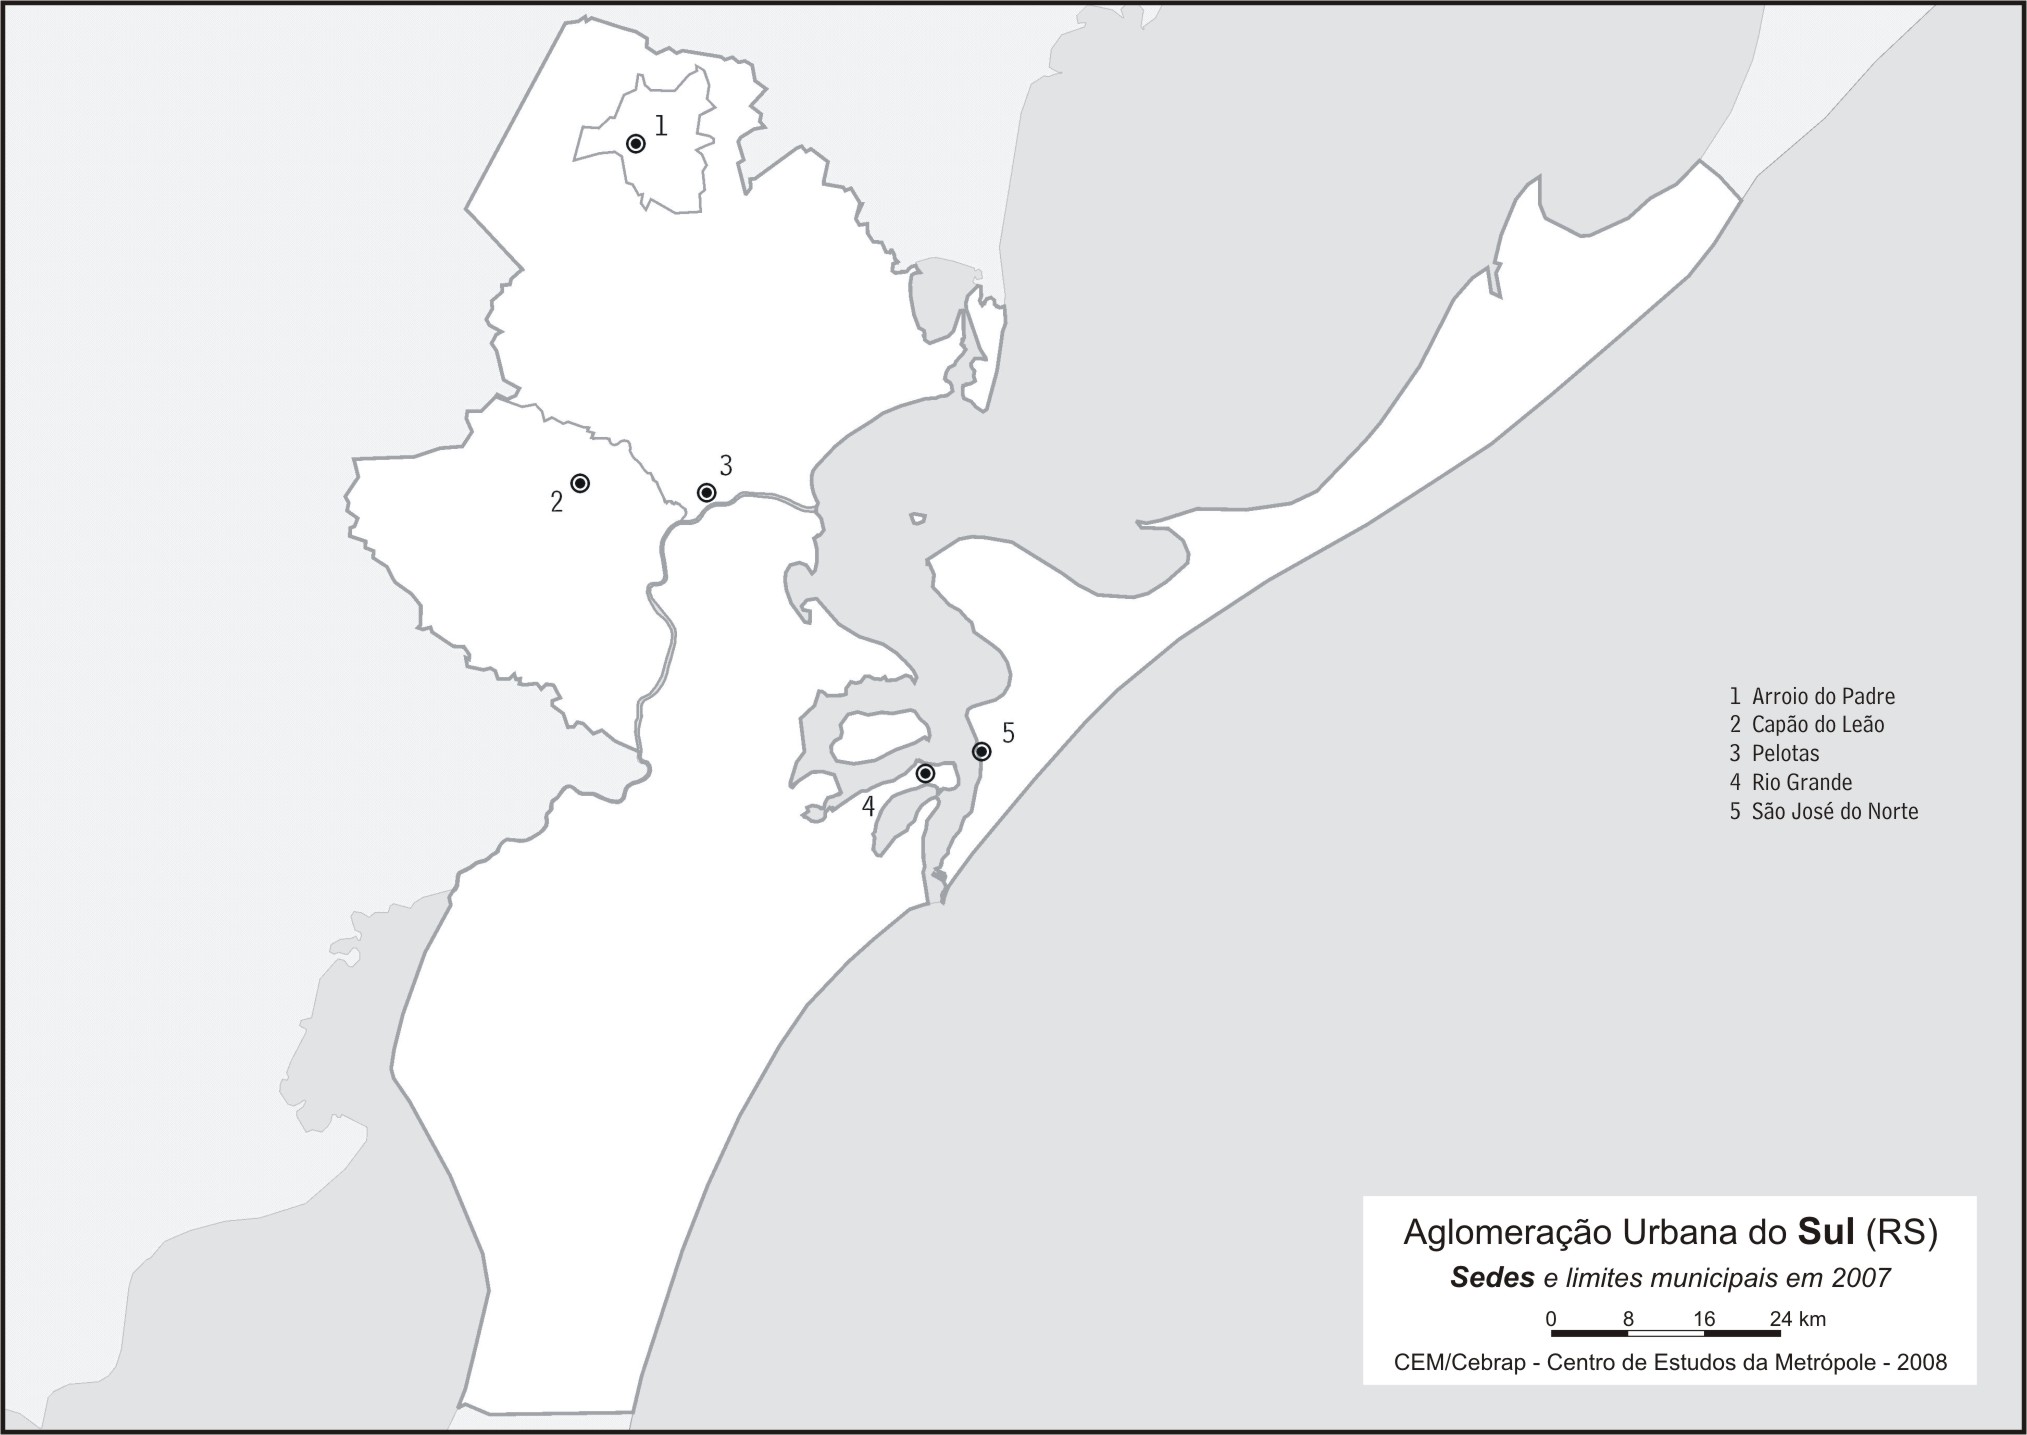 1
3
2
5
4
1 Arroio do Padre
2 Capão do Leão
3 Pelotas
4 Rio Grande
5 São José do Norte
Aglomeração Urbana do Sul (RS)
Sedes e limites municipais em 2007
0 8 16 24 km
CEM/Cebrap - Centro de Estudos da Metrópole - 2008